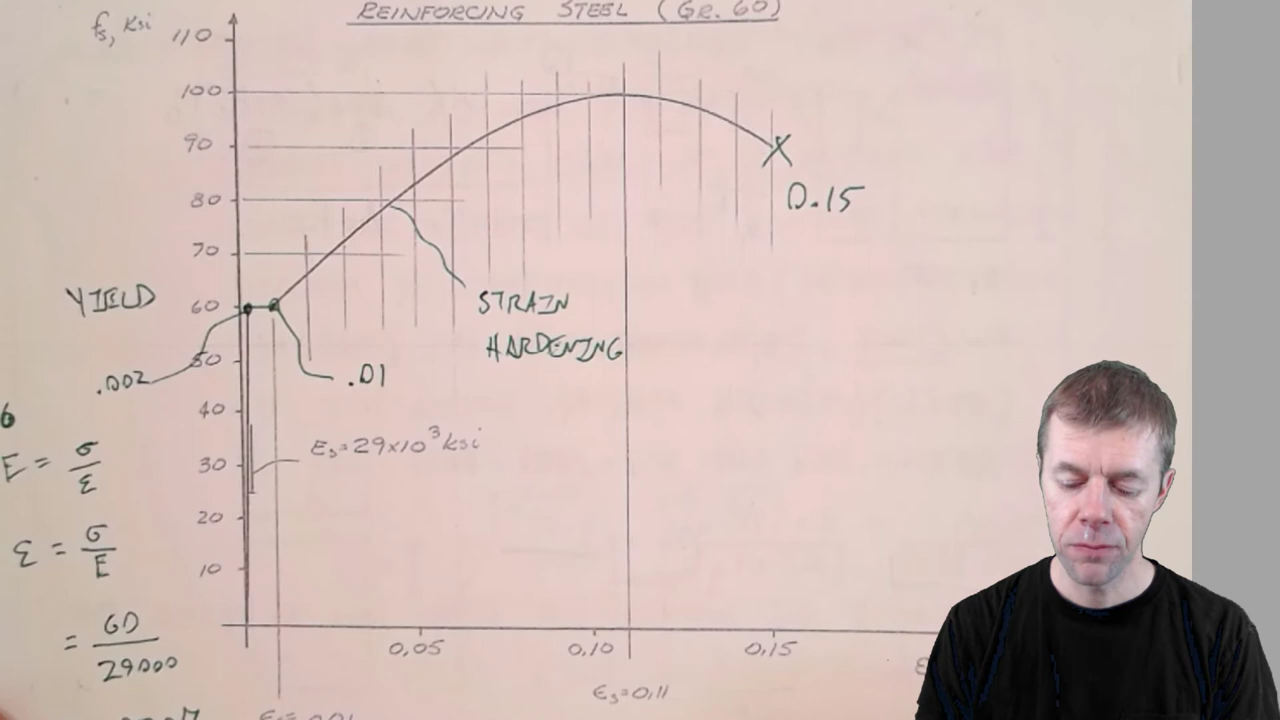 REINFORCING STEEL (GR. 60)
fs, ksi
110
100
90
80
70
60
50
40
30
20
10
YIELD
.002
.01
STRAIN
HARDENING
0.15
Es=29x10³ksi
E = σ/ε
ε = σ/E
= 60/29000
0,05
0,10
0,15
εs=0,11